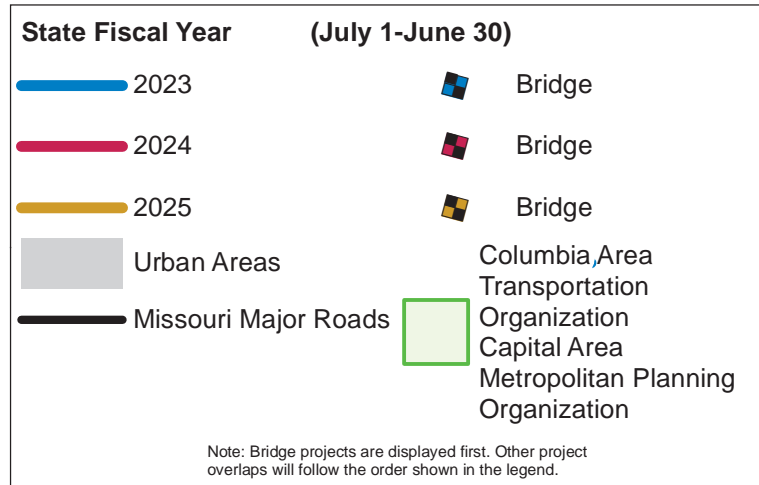 State Fiscal Year (July 1-June 30)
2023 Bridge
2024 Bridge
2025 Bridge
Urban Areas
Missouri Major Roads
Columbia,Area
Transportation
Organization
Capital Area
Metropolitan Planning
Organization
Note: Bridge projects are displayed first. Other project
overlaps will follow the order shown in the legend.